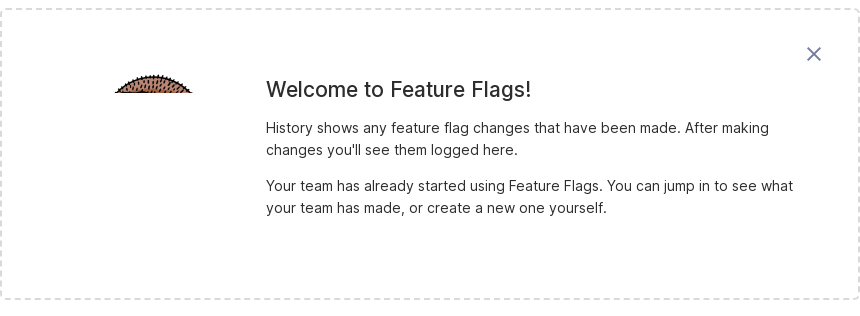 Welcome to Feature Flags!
History shows any feature flag changes that have been made. After making
changes you'll see them logged here.
Your team has already started using Feature Flags. You can jump in to see what
your team has made, or create a new one yourself.